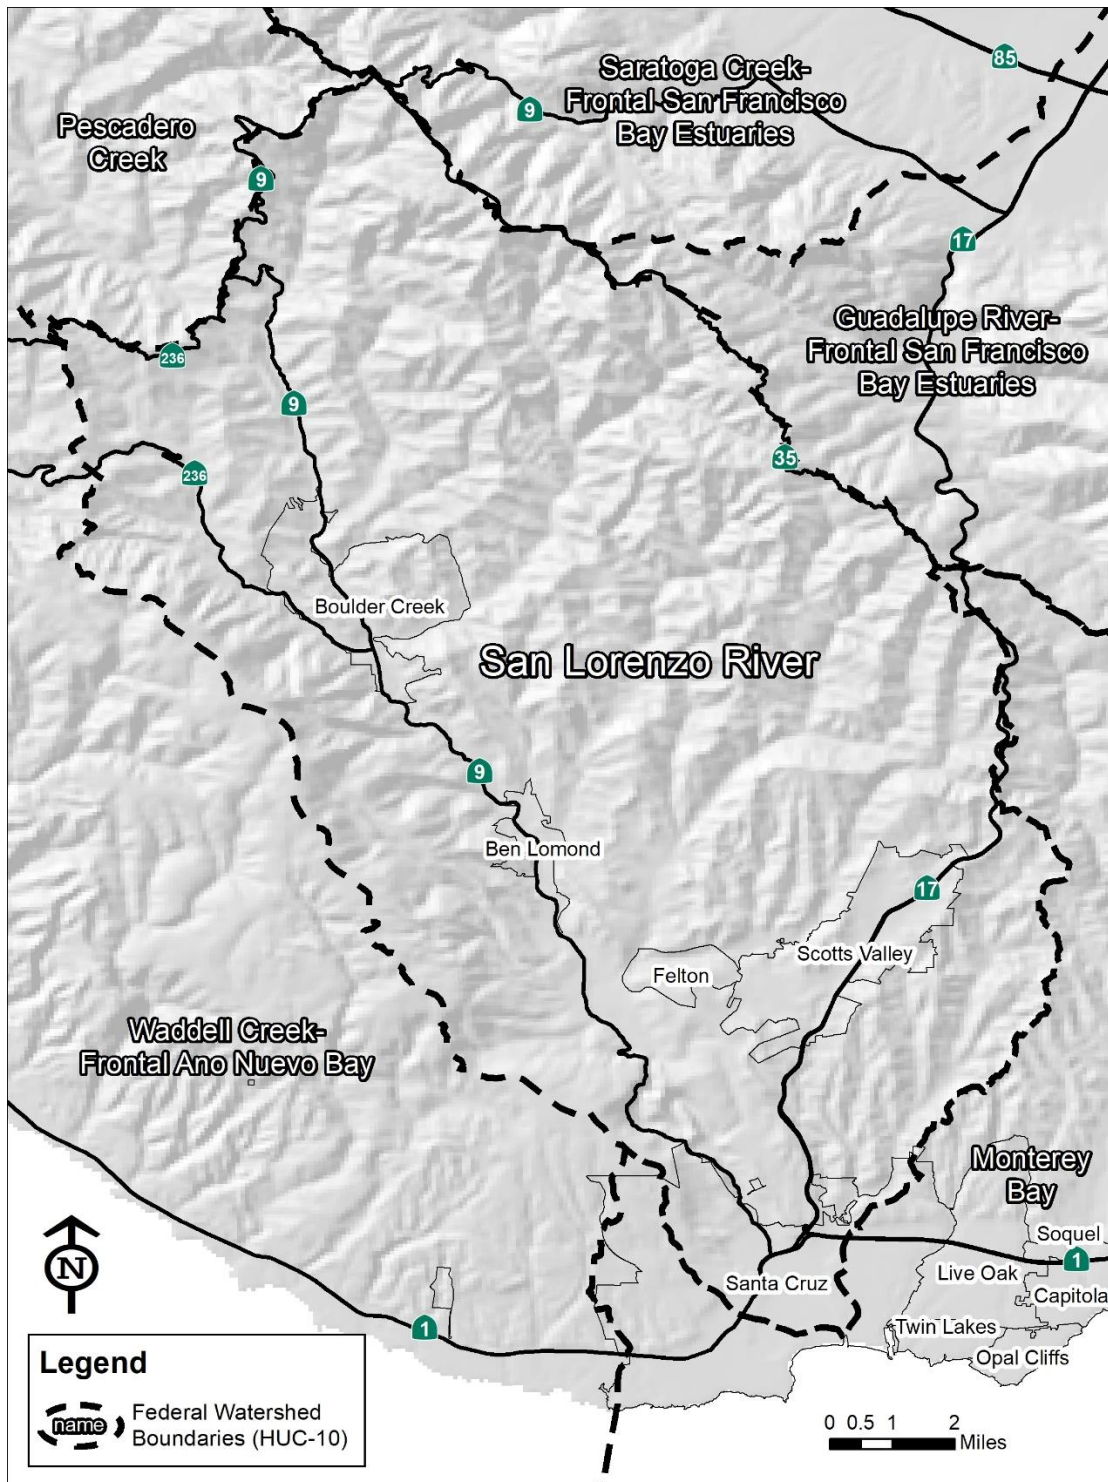 85
Saratoga Creek-
Frontal San Francisco
Bay Estuaries
9
Pescadero
Creek
9
17
Guadalupe River-
Frontal San Francisco
Bay Estuaries
236
9
35
236
Boulder Creek
San Lorenzo River
9
Ben Lomond
17
Scotts Valley
Felton
Waddell Creek-
Frontal Ano Nuevo Bay
Monterey
Bay
Soquel
1
Live Oak
Santa Cruz
Capitola
Twin Lakes
Opal Cliffs
1
N
Legend
name
Federal Watershed
Boundaries (HUC-10)
0 0.5 1 2
Miles